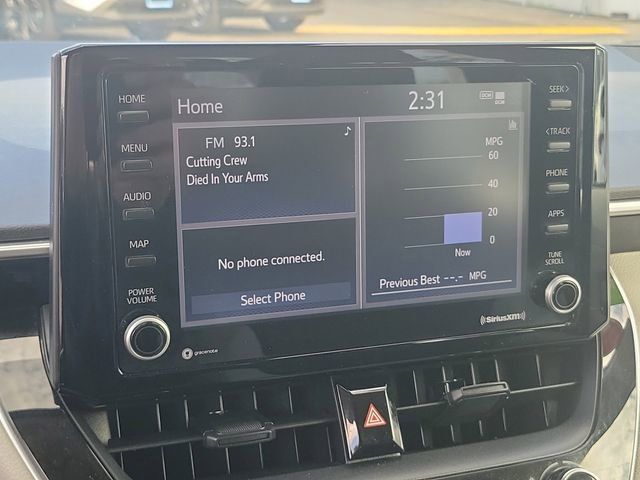 HOME
MENU
AUDIO
MAP
POWER
VOLUME
gracenote
Home
2:31
DCM
DCM
FM 93.1
Cutting Crew
Died In Your Arms
No phone connected.
Select Phone
MPG
60
40
20
0
Now
Previous Best --.- MPG
SEEK>
<TRACK
PHONE
APPS
TUNE
SCROLL
((SiriusXM))